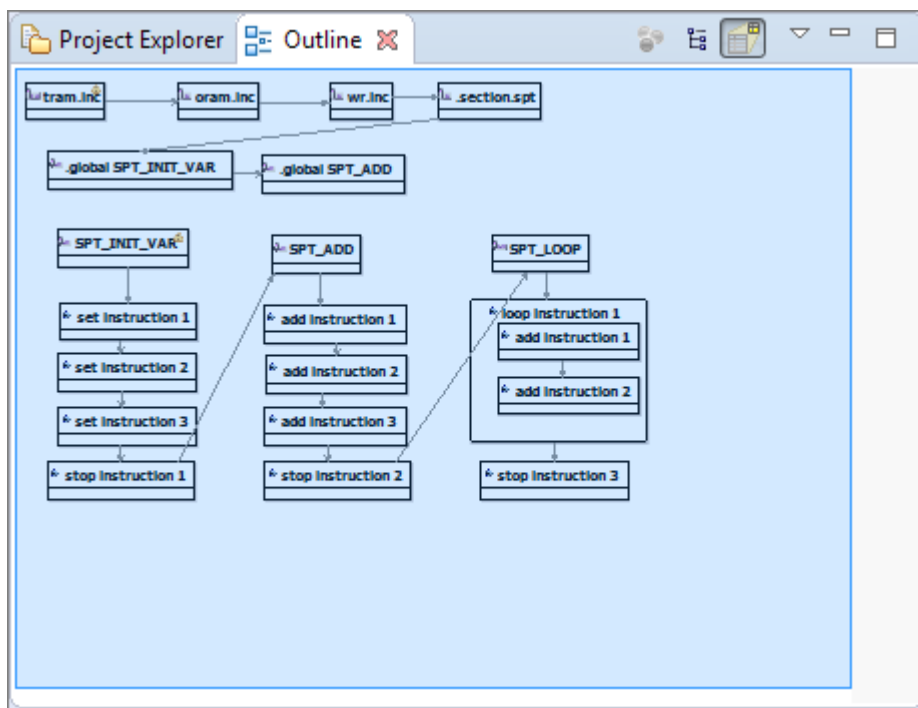 Project Explorer
Outline
tram.inc
oram.inc
wr.inc
.section.spt
.global SPT_INIT_VAR
.global SPT_ADD
SPT_INIT_VAR
SPT_ADD
SPT_LOOP
set instruction 1
set instruction 2
set instruction 3
stop instruction 1
add instruction 1
add instruction 2
add instruction 3
stop instruction 2
loop instruction 1
add instruction 1
add instruction 2
stop instruction 3